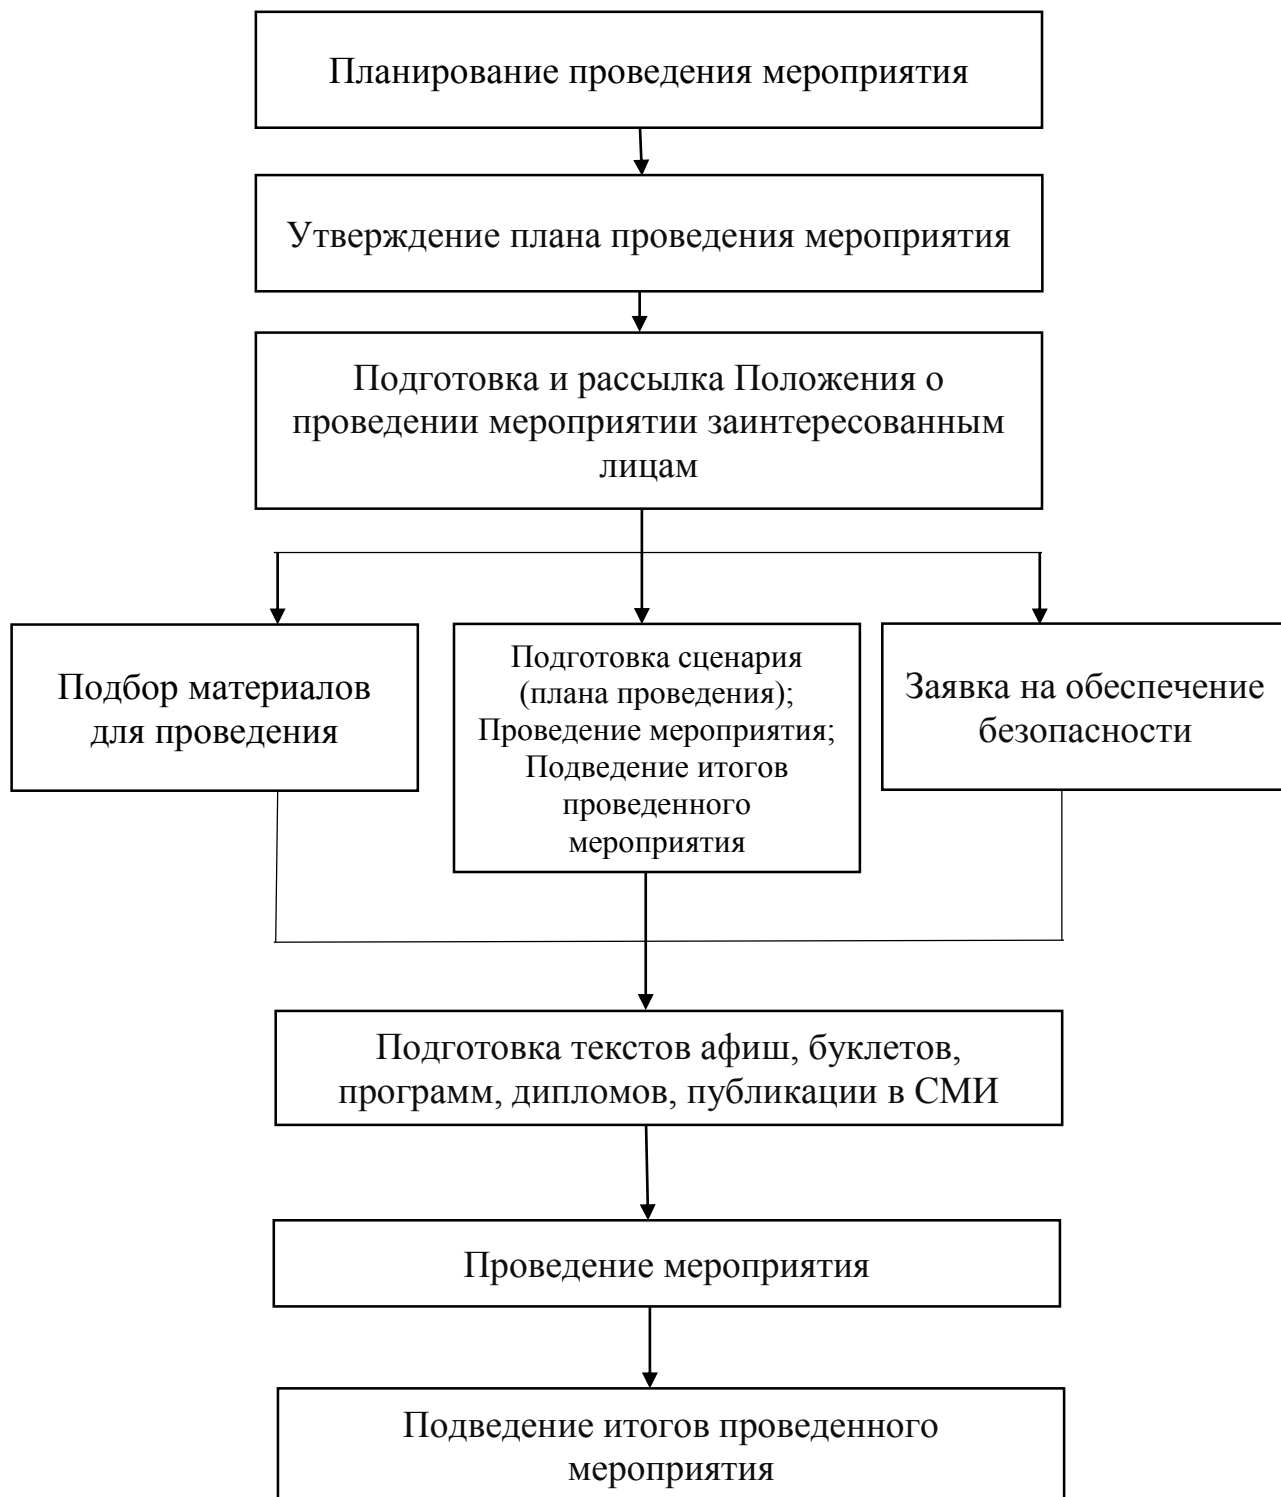 Планирование проведения мероприятия
Утверждение плана проведения мероприятия
Подготовка и рассылка Положения о
проведении мероприятии заинтересованным
лицам
Подбор материалов
для проведения
Подготовка сценария
(плана проведения);
Проведение мероприятия;
Подведение итогов
проведенного
мероприятия
Заявка на обеспечение
безопасности
Подготовка текстов афиш, буклетов,
программ, дипломов, публикации в СМИ
Проведение мероприятия
Подведение итогов проведенного
мероприятия